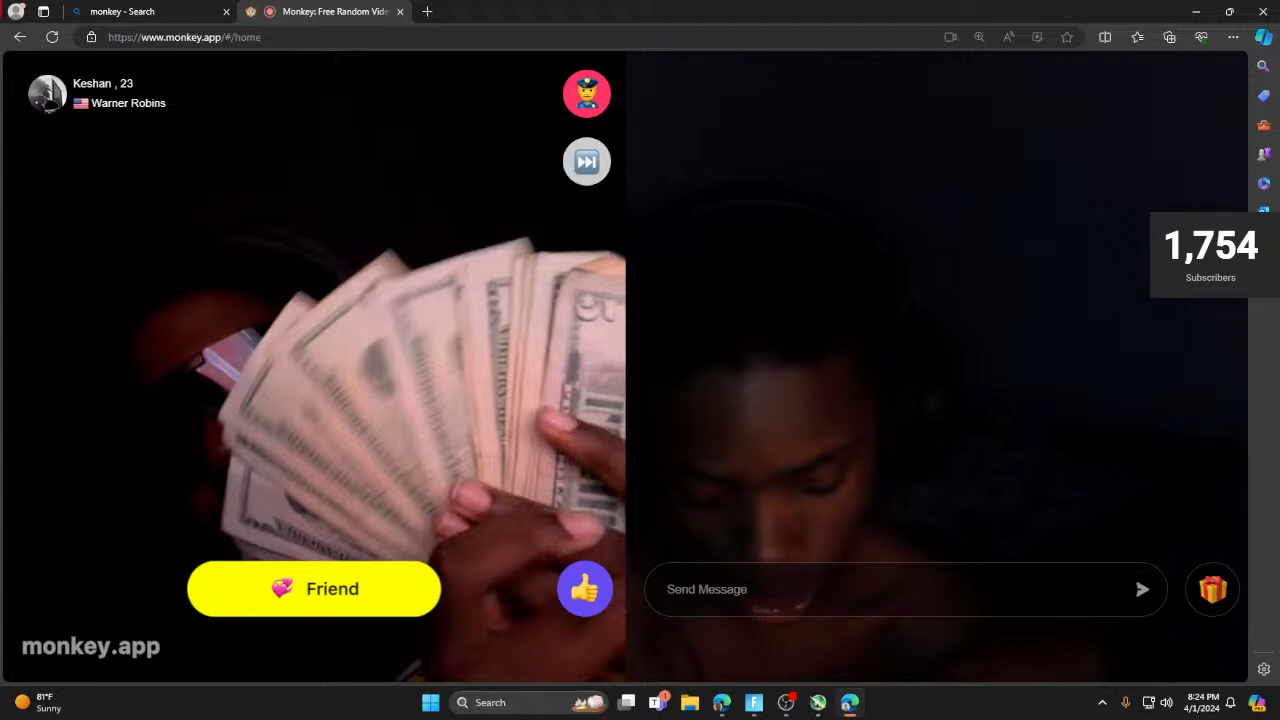 monkey - Search
Monkey: Free Random Vide
https://www.monkey.app/#/home
Keshan , 23
Warner Robins
1,754
Subscribers
Friend
Send Message
monkey.app
81°F
Sunny
Search
8:24 PM
4/3/2024